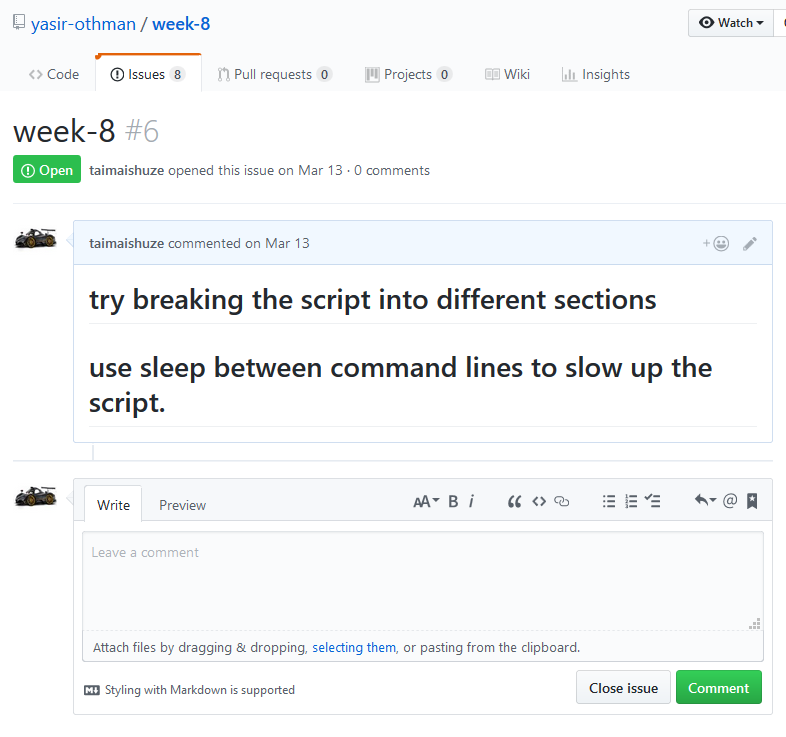 yasir-othman / week-8
Watch
Code
Issues 8
Pull requests 0
Projects 0
Wiki
Insights
week-8 #6
Open
taimaishuze opened this issue on Mar 13 · 0 comments
taimaishuze commented on Mar 13
try breaking the script into different sections
use sleep between command lines to slow up the
script.
Write
Preview
AA
B
i
Leave a comment
Attach files by dragging & dropping, selecting them, or pasting from the clipboard.
Styling with Markdown is supported
Close issue
Comment